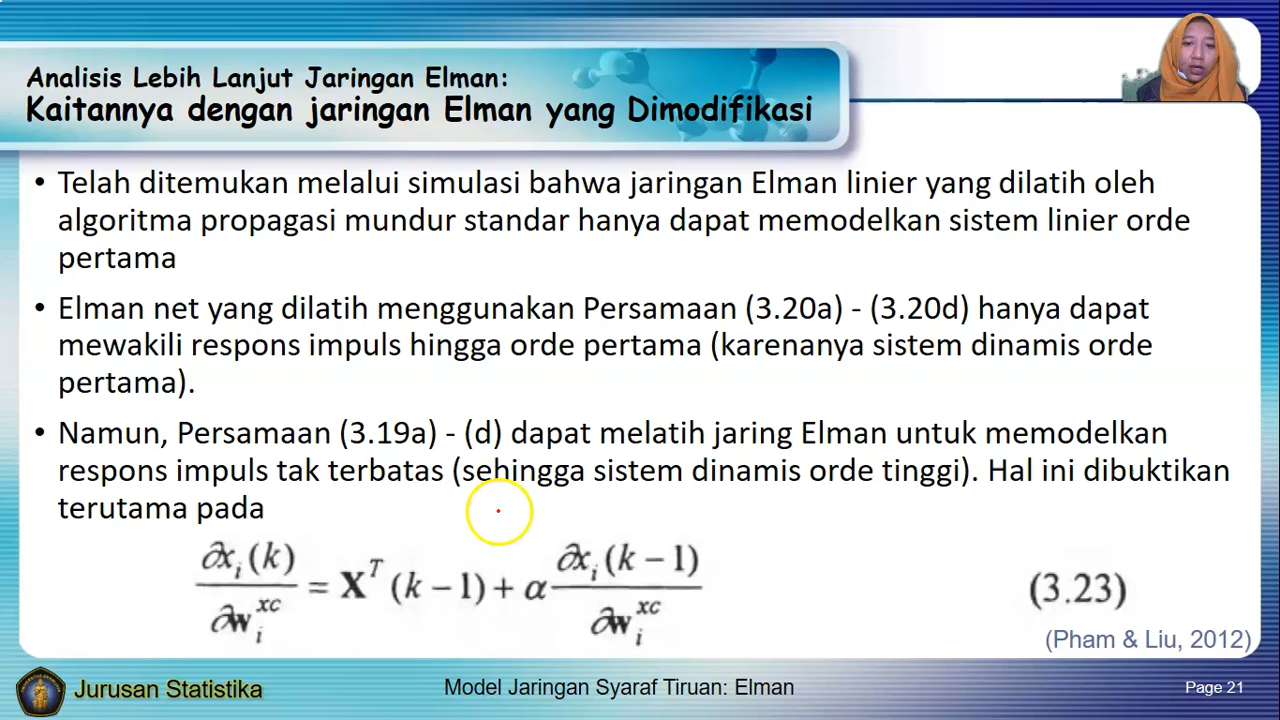 Analisis Lebih Lanjut Jaringan Elman:
Kaitannya dengan jaringan Elman yang Dimodifikasi
• Telah ditemukan melalui simulasi bahwa jaringan Elman linier yang dilatih oleh
algoritma propagasi mundur standar hanya dapat memodelkan sistem linier orde
pertama
• Elman net yang dilatih menggunakan Persamaan (3.20a) - (3.20d) hanya dapat
mewakili respons impuls hingga orde pertama (karenanya sistem dinamis orde
pertama).
• Namun, Persamaan (3.19a) - (d) dapat melatih jaring Elman untuk memodelkan
respons impuls tak terbatas (sehingga sistem dinamis orde tinggi). Hal ini dibuktikan
terutama pada
∂x_i(k)/∂w_i^{xc} = X^T(k − 1) + α ∂x_i(k − 1)/∂w_i^{xc} (3.23)
(Pham & Liu, 2012)
Jurusan Statistika
Model Jaringan Syaraf Tiruan: Elman
Page 21